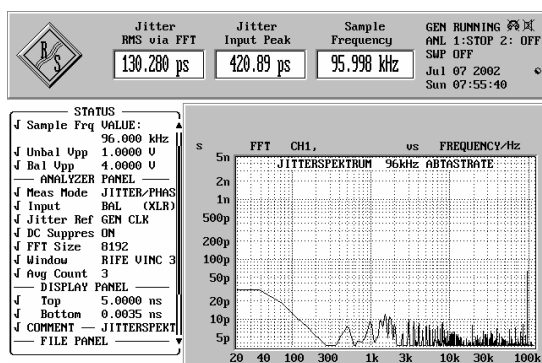 Jitter
RMS via FFT
130.280 ps
Jitter
Input Peak
420.89 ps
Sample
Frequency
95.998 kHz
GEN RUNNING
ANL 1:STOP 2: OFF
SWP OFF
Jul 07 2002
Sun 07:55:40
R S
STATUS
Sample Frq VALUE:
96.000 kHz
Unbal Vpp 1.0000 V
Bal Vpp 4.0000 V
ANALYZER PANEL
Meas Mode JITTER/PHAS
Input BAL (XLR)
Jitter Ref GEN CLK
DC Suppres ON
FFT Size 8192
Window RIFE VINC 3
Avg Count 3
DISPLAY PANEL
Top 5.0000 ns
Bottom 0.0035 ns
COMMENT — JITTERSPEKT
FILE PANEL
s FFT CH1, vs FREQUENCY/Hz
JITTERSPEKTRUM 96kHz ABTASTRATE
5n
2n
1n
500p
200p
100p
50p
20p
10p
5p
20 40 100 300 1k 3k 10k 30k 100k